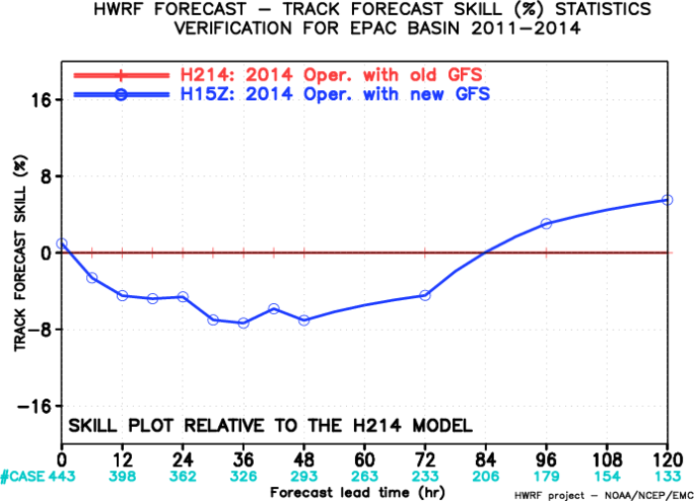 HWRF FORECAST – TRACK FORECAST SKILL (%) STATISTICS
VERIFICATION FOR EPAC BASIN 2011–2014
H214: 2014 Oper. with old GFS
H15Z: 2014 Oper. with new GFS
16
8
0
–8
–16
TRACK FORECAST SKILL (%)
SKILL PLOT RELATIVE TO THE H214 MODEL
0 12 24 36 48 60 72 84 96 108 120
#CASE 443 398 362 326 293 263 233 206 179 154 133
Forecast lead time (hr)
HWRF project – NOAA/NCEP/EMC